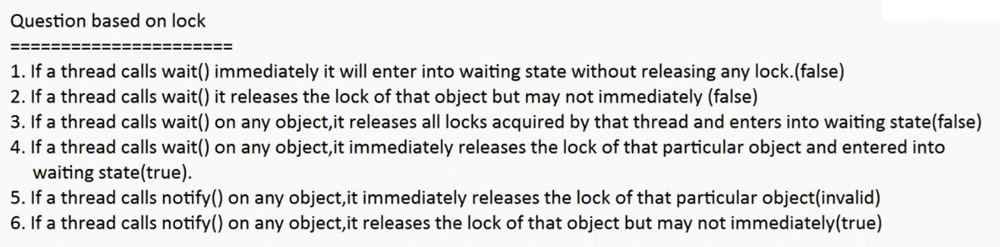 Question based on lock
======================
1. If a thread calls wait() immediately it will enter into waiting state without releasing any lock.(false)
2. If a thread calls wait() it releases the lock of that object but may not immediately (false)
3. If a thread calls wait() on any object,it releases all locks acquired by that thread and enters into waiting state(false)
4. If a thread calls wait() on any object,it immediately releases the lock of that particular object and entered into
waiting state(true).
5. If a thread calls notify() on any object,it immediately releases the lock of that particular object(invalid)
6. If a thread calls notify() on any object,it releases the lock of that object but may not immediately(true)